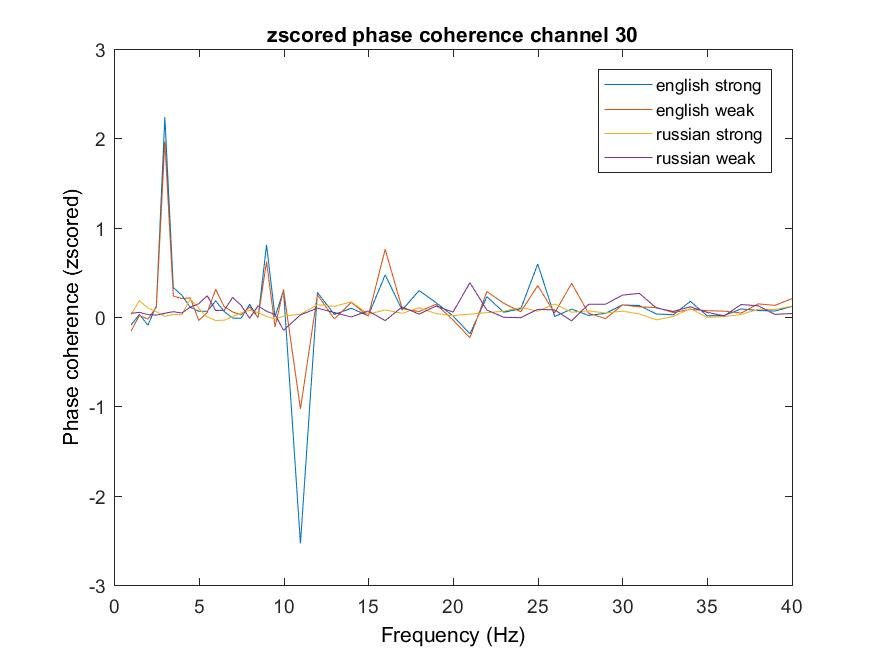 zscored phase coherence channel 30
3
2
1
0
-1
-2
-3
Phase coherence (zscored)
english strong
english weak
russian strong
russian weak
0 5 10 15 20 25 30 35 40
Frequency (Hz)